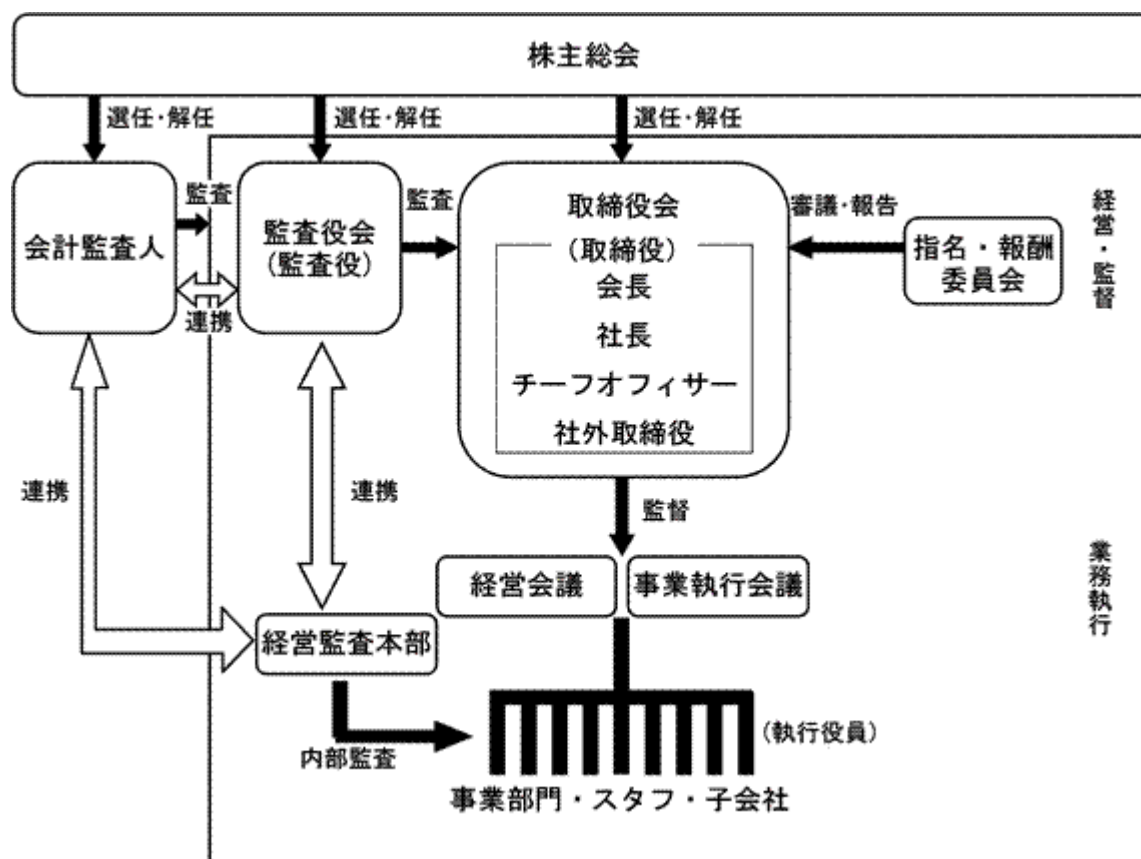 株主総会
選任・解任
選任・解任
選任・解任
会計監査人
監査
連携
監査役会
(監査役)
監査
取締役会
(取締役)
会長
社長
チーフオフィサー
社外取締役
審議・報告
指名・報酬
委員会
経営・監督
連携
連携
監督
経営会議
事業執行会議
業務執行
経営監査本部
内部監査
(執行役員)
事業部門・スタフ・子会社